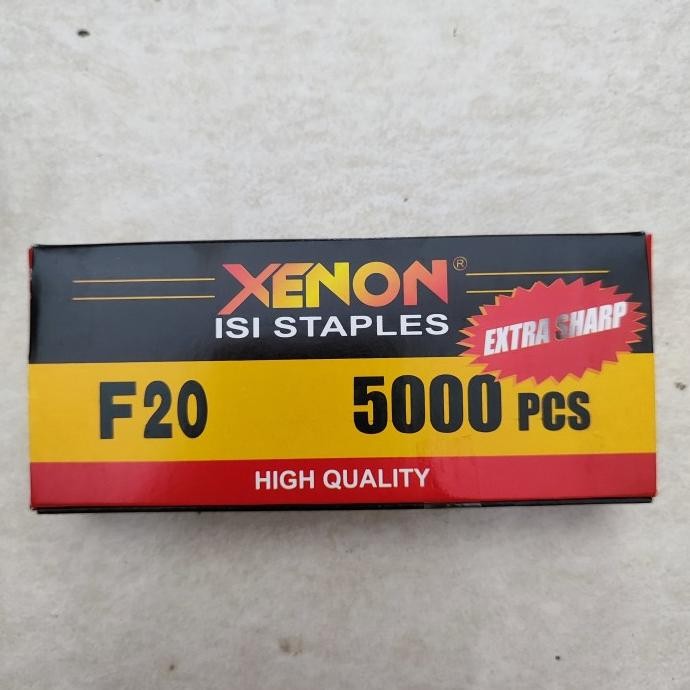 XENON®
ISI STAPLES
EXTRA SHARP
F20
5000 PCS
HIGH QUALITY